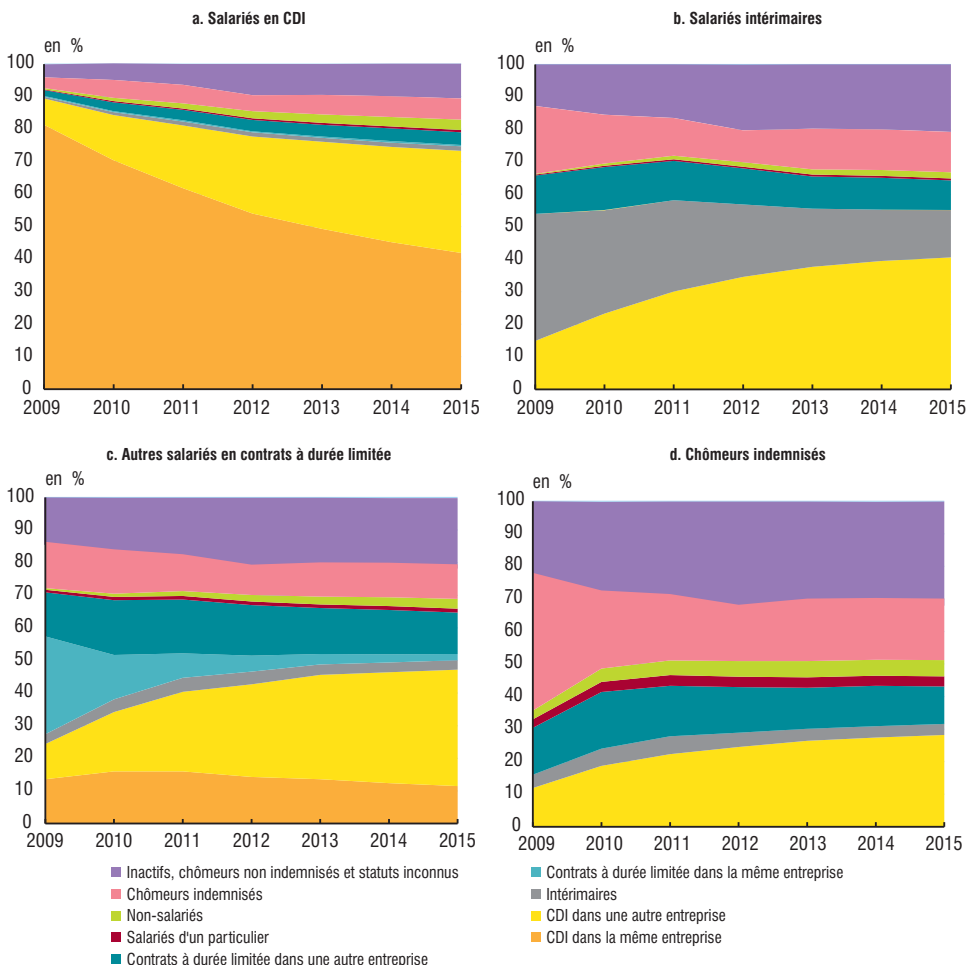 a. Salariés en CDI
en %
100
90
80
70
60
50
40
30
20
10
0
2009 2010 2011 2012 2013 2014 2015
b. Salariés intérimaires
en %
100
90
80
70
60
50
40
30
20
10
0
2009 2010 2011 2012 2013 2014 2015
c. Autres salariés en contrats à durée limitée
en %
100
90
80
70
60
50
40
30
20
10
0
2009 2010 2011 2012 2013 2014 2015
d. Chômeurs indemnisés
en %
100
90
80
70
60
50
40
30
20
10
0
2009 2010 2011 2012 2013 2014 2015
Inactifs, chômeurs non indemnisés et statuts inconnus
Chômeurs indemnisés
Non-salariés
Salariés d'un particulier
Contrats à durée limitée dans une autre entreprise
Contrats à durée limitée dans la même entreprise
Intérimaires
CDI dans une autre entreprise
CDI dans la même entreprise